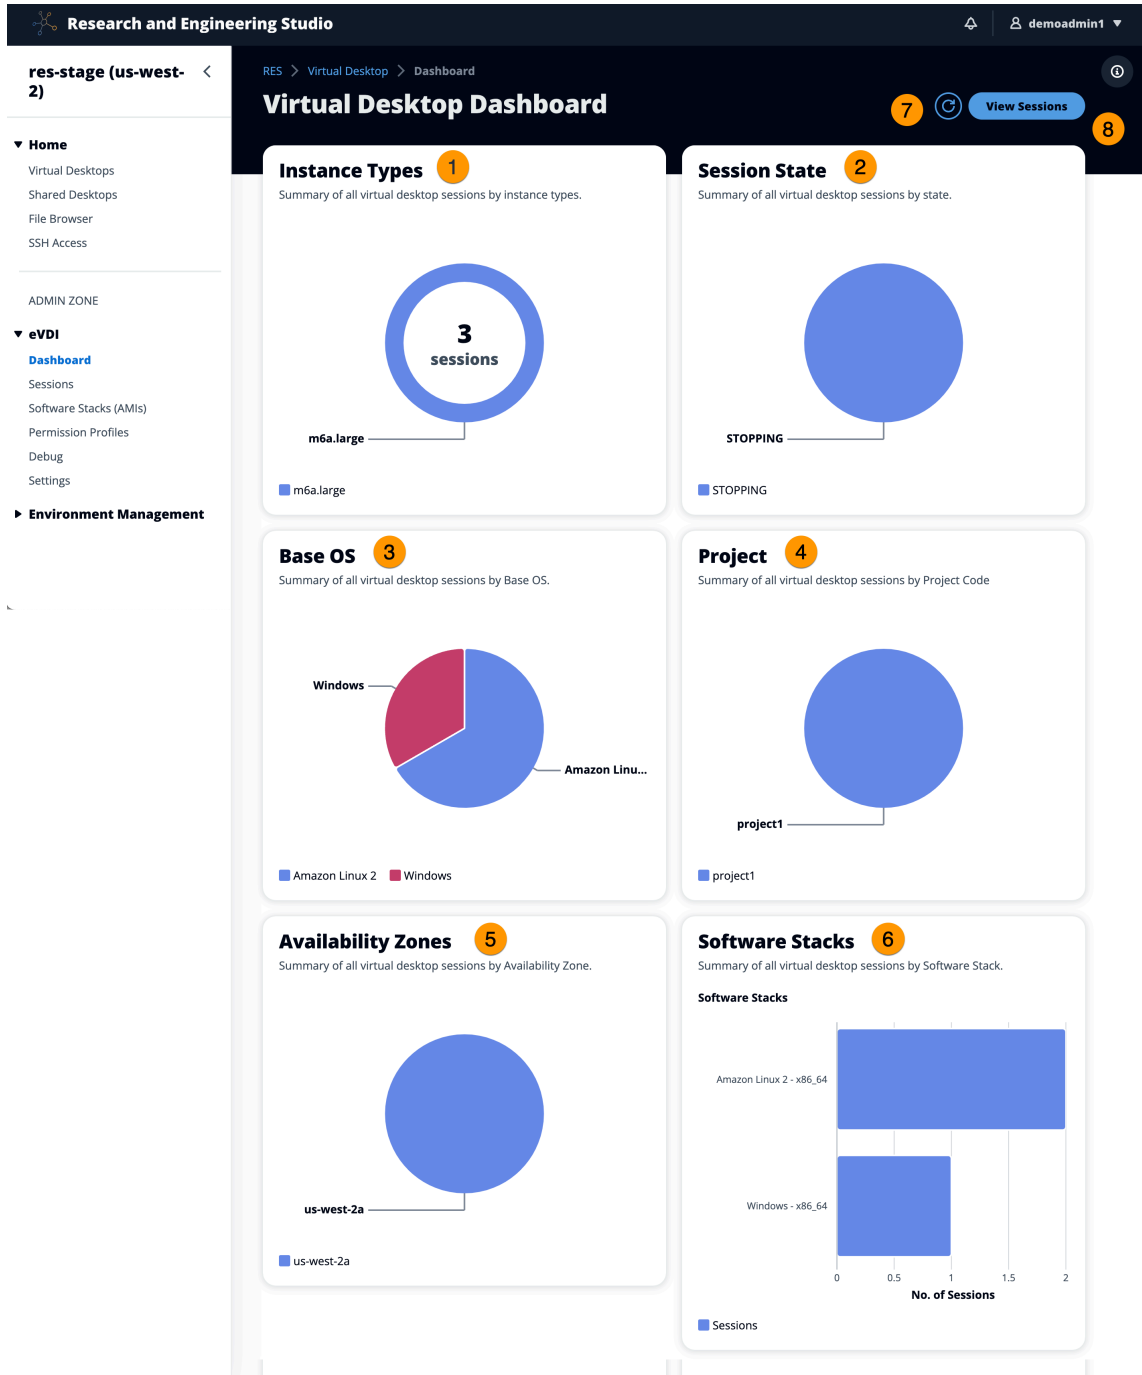 Research and Engineering Studio
demoadmin1
res-stage (us-west-
2)
Home
Virtual Desktops
Shared Desktops
File Browser
SSH Access
ADMIN ZONE
eVDI
Dashboard
Sessions
Software Stacks (AMIs)
Permission Profiles
Debug
Settings
Environment Management
RES > Virtual Desktop > Dashboard
Virtual Desktop Dashboard
7
View Sessions
8
Instance Types 1
Summary of all virtual desktop sessions by instance types.
3
sessions
m6a.large
m6a.large
Session State 2
Summary of all virtual desktop sessions by state.
STOPPING
STOPPING
Base OS 3
Summary of all virtual desktop sessions by Base OS.
Windows
Amazon Linu...
Amazon Linux 2 Windows
Project 4
Summary of all virtual desktop sessions by Project Code
project1
project1
Availability Zones 5
Summary of all virtual desktop sessions by Availability Zone.
us-west-2a
us-west-2a
Software Stacks 6
Summary of all virtual desktop sessions by Software Stack.
Software Stacks
Amazon Linux 2 - x86_64
Windows - x86_64
0 0.5 1 1.5 2
No. of Sessions
Sessions